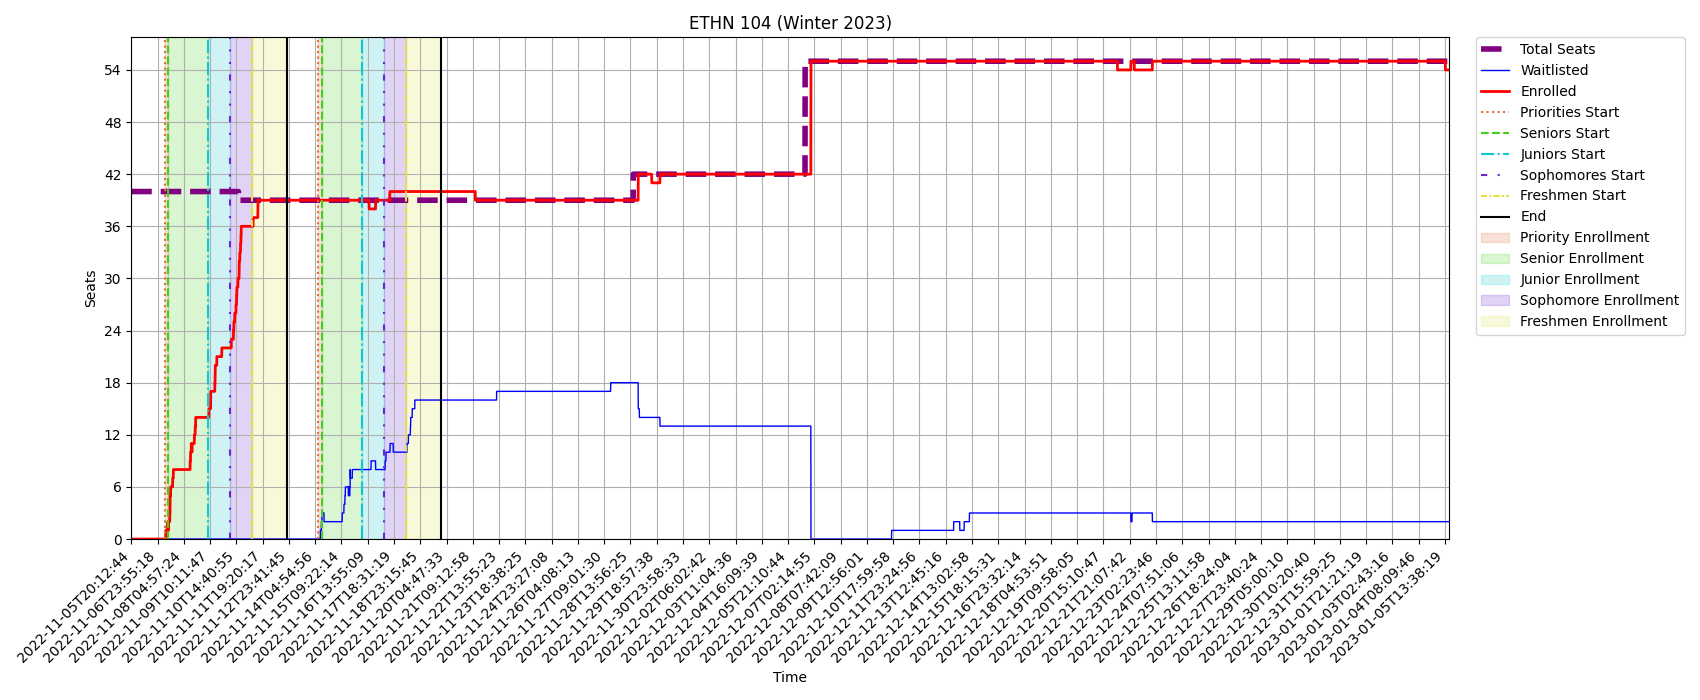 ETHN 104 (Winter 2023)
Total Seats
Waitlisted
Enrolled
Priorities Start
Seniors Start
Juniors Start
Sophomores Start
Freshmen Start
End
Priority Enrollment
Senior Enrollment
Junior Enrollment
Sophomore Enrollment
Freshmen Enrollment
Seats
54
48
42
36
30
24
18
12
6
0
2022-11-05T20:12:44
2022-11-06T23:55:18
2022-11-08T04:57:24
2022-11-09T10:11:47
2022-11-10T14:40:55
2022-11-11T19:20:17
2022-11-12T23:41:45
2022-11-14T04:54:56
2022-11-15T09:22:14
2022-11-16T13:55:09
2022-11-17T18:31:19
2022-11-18T23:15:45
2022-11-20T04:47:33
2022-11-21T09:12:58
2022-11-22T13:55:23
2022-11-23T18:38:25
2022-11-24T23:27:08
2022-11-26T04:08:13
2022-11-27T09:01:30
2022-11-28T13:56:25
2022-11-29T18:57:38
2022-11-30T23:58:33
2022-12-02T06:02:42
2022-12-03T11:04:36
2022-12-04T16:09:39
2022-12-05T21:10:44
2022-12-07T02:14:55
2022-12-08T07:42:09
2022-12-09T12:56:01
2022-12-10T17:59:58
2022-12-11T23:24:56
2022-12-13T12:45:10
2022-12-14T13:02:58
2022-12-15T18:15:31
2022-12-16T23:32:14
2022-12-18T04:53:51
2022-12-19T09:58:05
2022-12-20T15:10:47
2022-12-21T21:07:42
2022-12-23T02:23:46
2022-12-24T07:51:06
2022-12-25T13:11:58
2022-12-26T18:24:04
2022-12-27T23:40:24
2022-12-29T05:00:10
2022-12-30T10:20:40
2022-12-31T15:59:25
2023-01-01T21:21:19
2023-01-03T02:43:16
2023-01-04T08:09:46
2023-01-05T13:38:19
Time